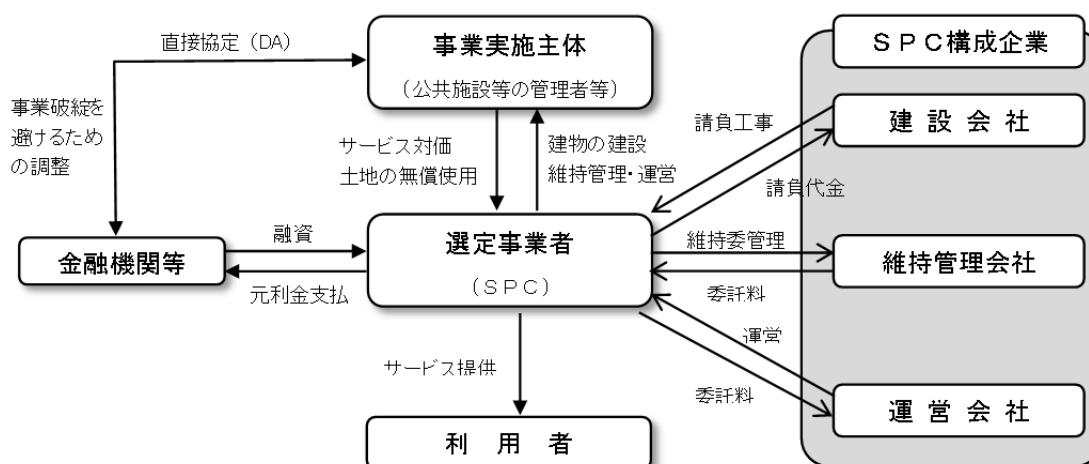 直接協定（DA）
事業実施主体
（公共施設等の管理者等）
SPC構成企業
事業破綻を
避けるため
の調整
サービス対価
土地の無償使用
建物の建設
維持管理・運営
請負工事
建設会社
請負代金
金融機関等
融資
元利金支払
選定事業者
（SPC）
維持委管理
委託料
維持管理会社
運営
委託料
運営会社
サービス提供
利用者